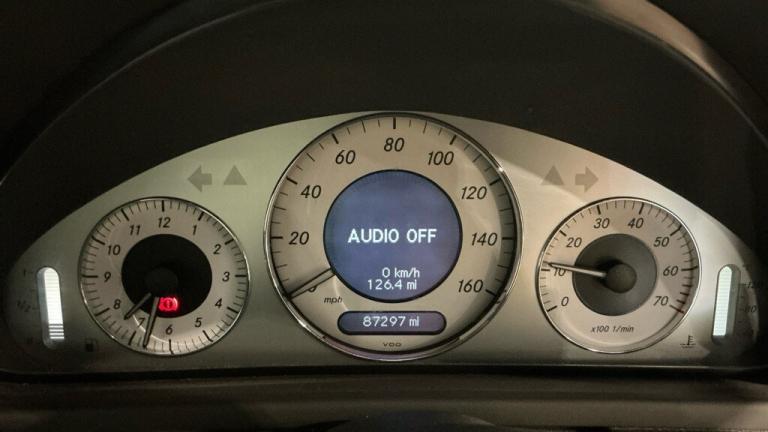 12
11 1
10 2
9 3
8 4
7 6 5
80
60 100
40 120
20 140
160
mph
AUDIO OFF
0 km/h
126.4 mi
87297 mi
VDO
30 40
20 50
10 60
0 70
x100 1/min